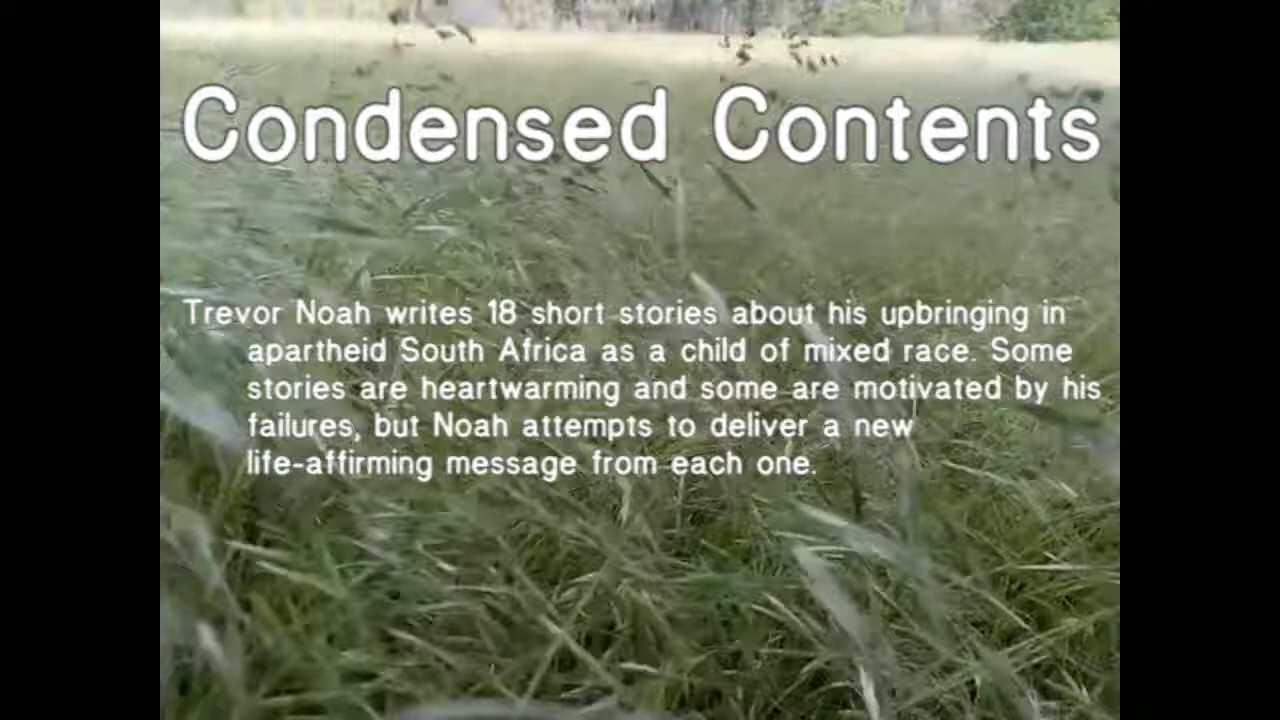 Condensed Contents
Trevor Noah writes 18 short stories about his upbringing in
apartheid South Africa as a child of mixed race. Some
stories are heartwarming and some are motivated by his
failures, but Noah attempts to deliver a new
life-affirming message from each one.